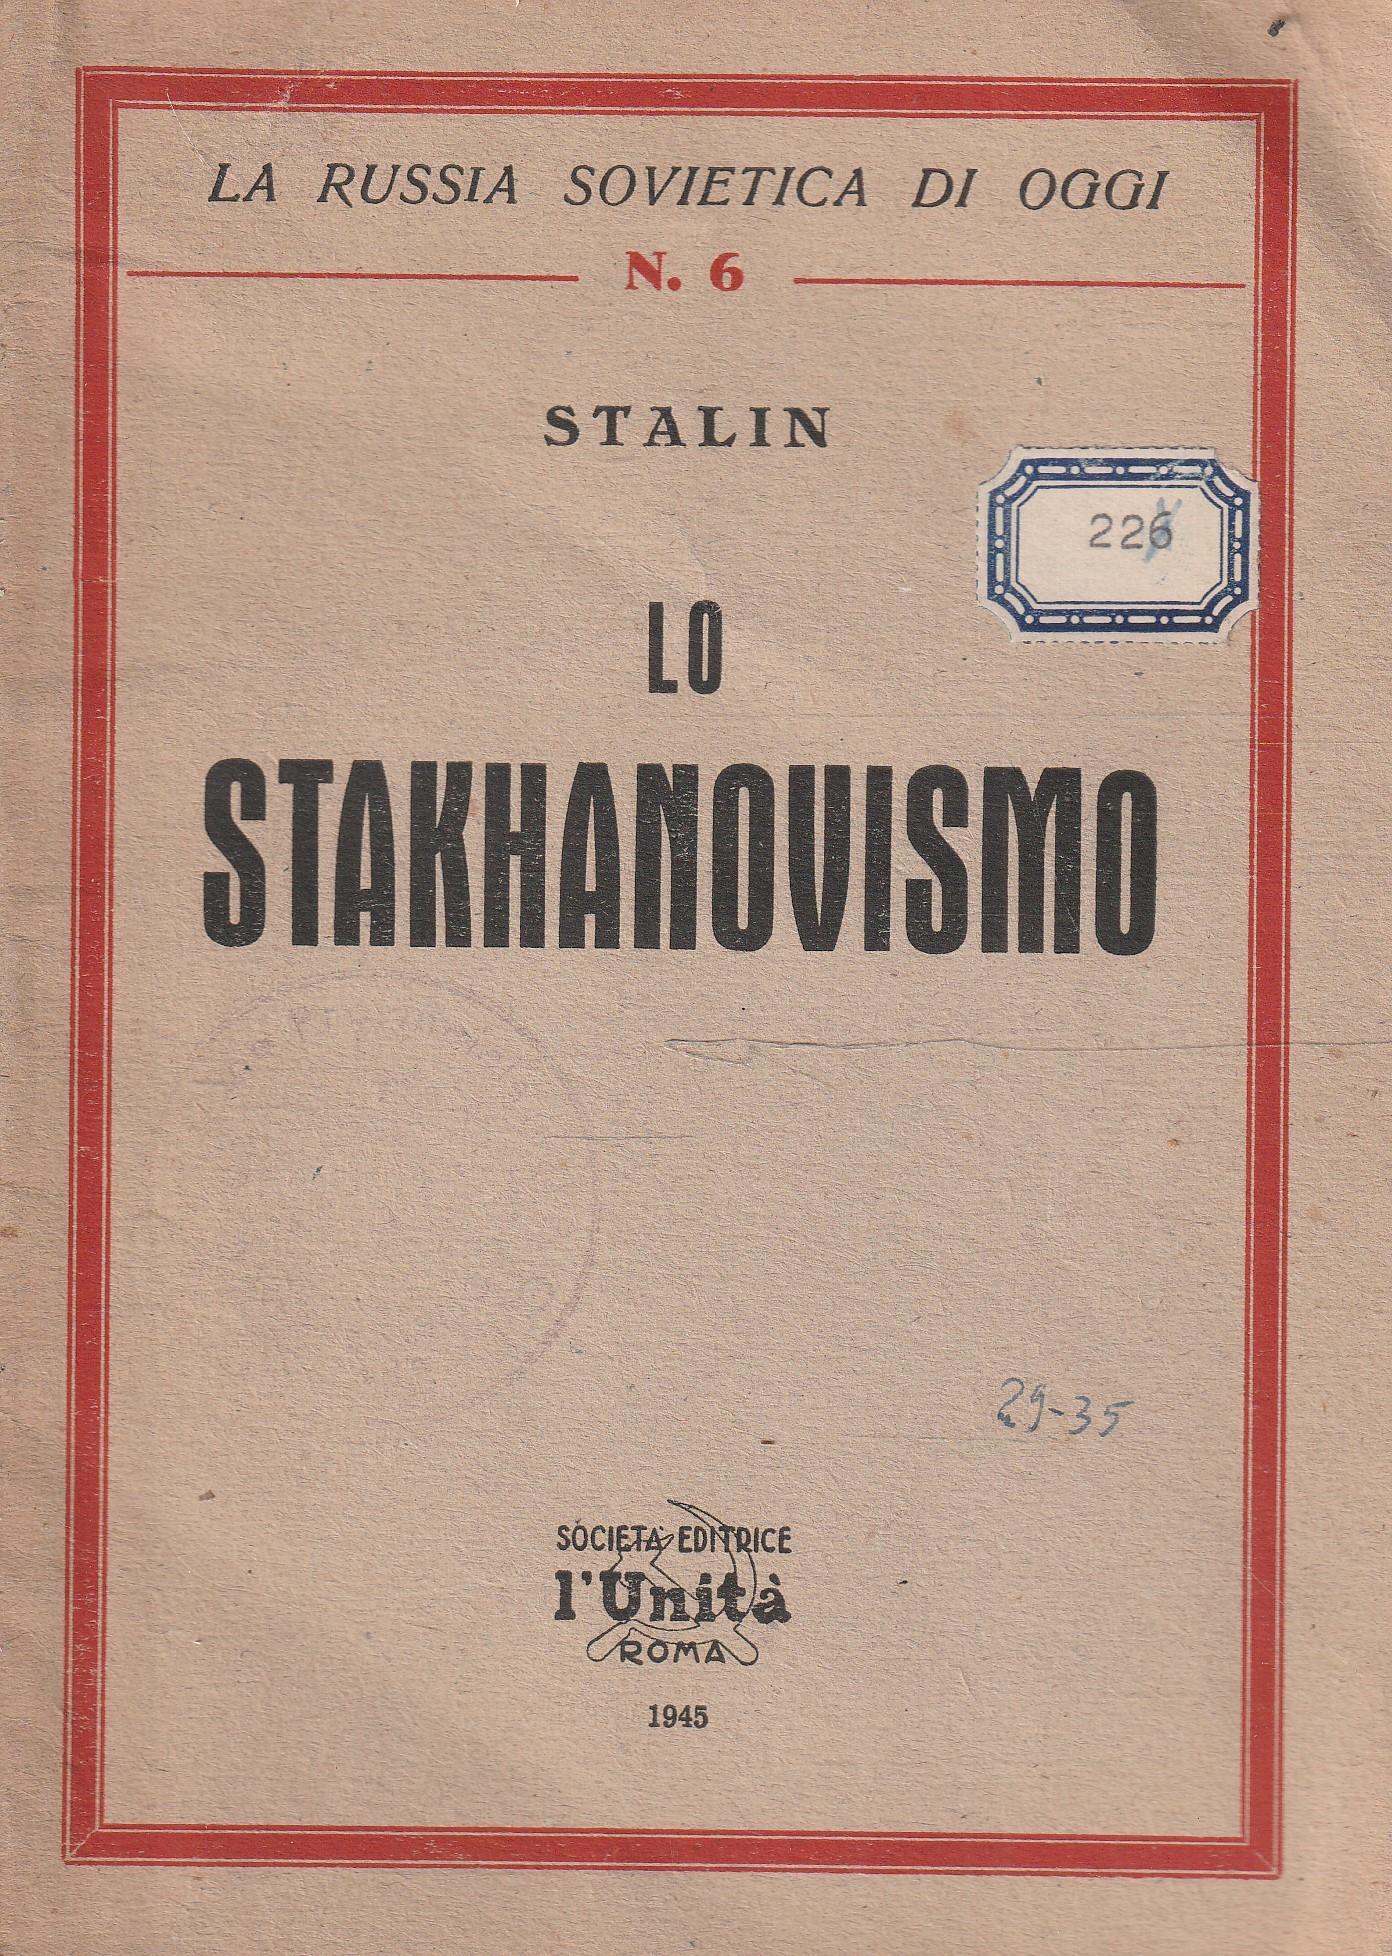 LA RUSSIA SOVIETICA DI OGGI
N. 6
STALIN
226
LO
STAKHANOVISMO
29-35
SOCIETÀ EDITRICE
l'Unità
ROMA
1945